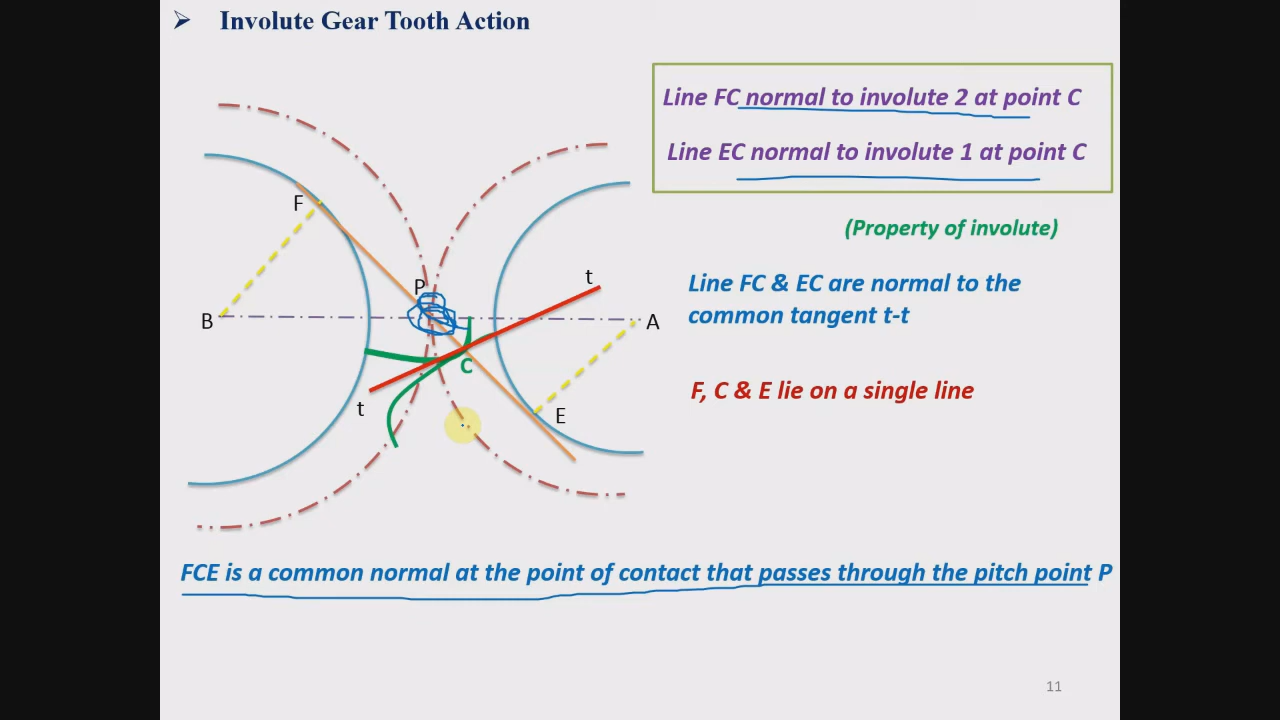 Involute Gear Tooth Action
Line FC normal to involute 2 at point C
Line EC normal to involute 1 at point C
(Property of involute)
Line FC & EC are normal to the
common tangent t-t
F, C & E lie on a single line
F
P
t
B
A
C
t
E
FCE is a common normal at the point of contact that passes through the pitch point P
11